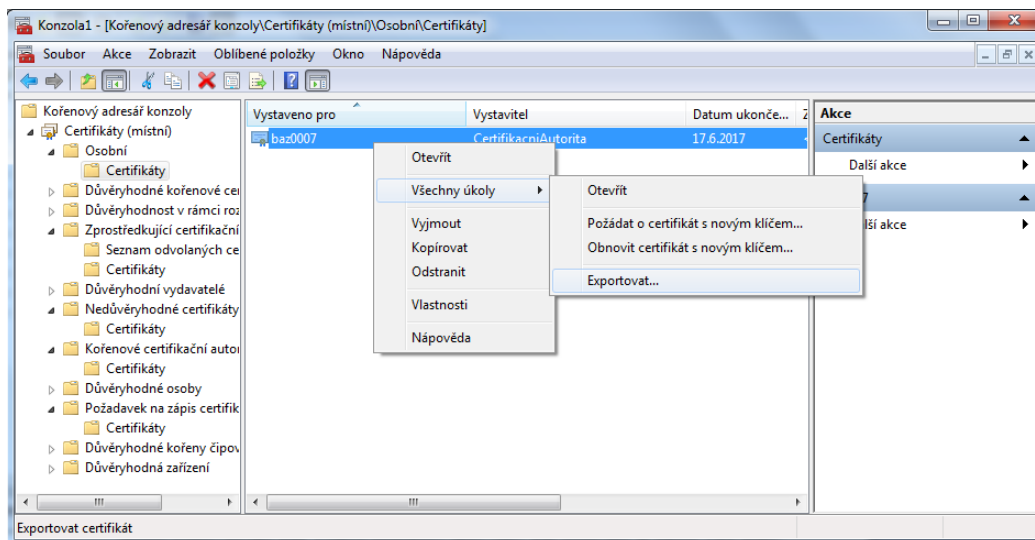 Konzola1 - [Kořenový adresář konzoly\Certifikáty (místní)\Osobní\Certifikáty]
Soubor Akce Zobrazit Oblíbené položky Okno Nápověda
Kořenový adresář konzoly
Certifikáty (místní)
Osobní
Certifikáty
Důvěryhodné kořenové cer
Důvěryhodnost v rámci roz
Zprostředkující certifikační
Seznam odvolaných ce
Certifikáty
Důvěryhodní vydavatelé
Nedůvěryhodné certifikáty
Certifikáty
Kořenové certifikační autor
Certifikáty
Důvěryhodné osoby
Požadavek na zápis certifik
Certifikáty
Důvěryhodné kořeny čipov
Důvěryhodná zařízení
Vystaveno pro Vystavitel Datum ukonče... Z
baz0007 CertifikacniAutorita 17.6.2017
Otevřít
Všechny úkoly
Vyjmout
Kopírovat
Odstranit
Vlastnosti
Nápověda
Otevřít
Požádat o certifikát s novým klíčem...
Obnovit certifikát s novým klíčem...
Exportovat...
Akce
Certifikáty
Další akce
7
lší akce
Exportovat certifikát